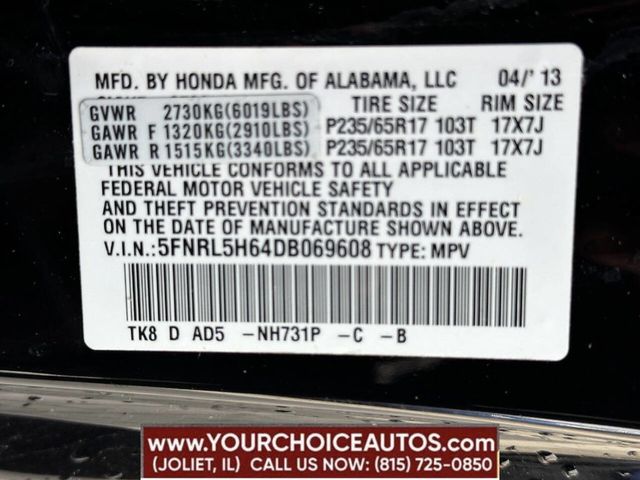 MFD. BY HONDA MFG. OF ALABAMA, LLC 04/'13
TIRE SIZE RIM SIZE
GVWR 2730KG(6019LBS)
GAWR F 1320KG(2910LBS) P235/65R17 103T 17X7J
GAWR R 1515KG(3340LBS) P235/65R17 103T 17X7J
THIS VEHICLE CONFORMS TO ALL APPLICABLE
FEDERAL MOTOR VEHICLE SAFETY
AND THEFT PREVENTION STANDARDS IN EFFECT
ON THE DATE OF MANUFACTURE SHOWN ABOVE.
V.I.N.: 5FNRL5H64DB069608 TYPE: MPV
TK8 D AD5 -NH731P -C -B
WWW.YOURCHOICEAUTOS.COM
(JOLIET, IL) CALL US NOW: (815) 725-0850